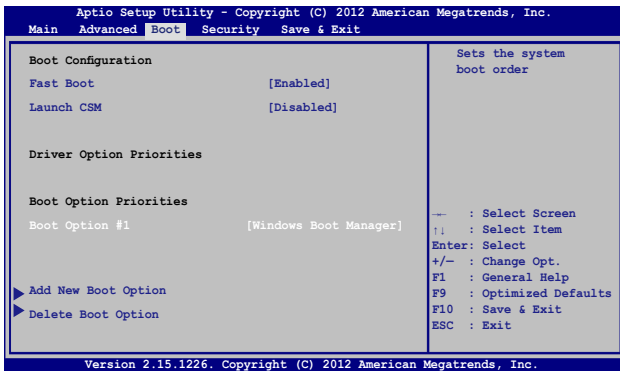 Aptio Setup Utility - Copyright (C) 2012 American Megatrends, Inc.
Main Advanced Boot Security Save & Exit
Boot Configuration
Fast Boot [Enabled]
Launch CSM [Disabled]
Driver Option Priorities
Boot Option Priorities
Boot Option #1 [Windows Boot Manager]
Add New Boot Option
Delete Boot Option
Sets the system
boot order
→← : Select Screen
↑↓ : Select Item
Enter: Select
+/— : Change Opt.
F1 : General Help
F9 : Optimized Defaults
F10 : Save & Exit
ESC : Exit
Version 2.15.1226. Copyright (C) 2012 American Megatrends, Inc.